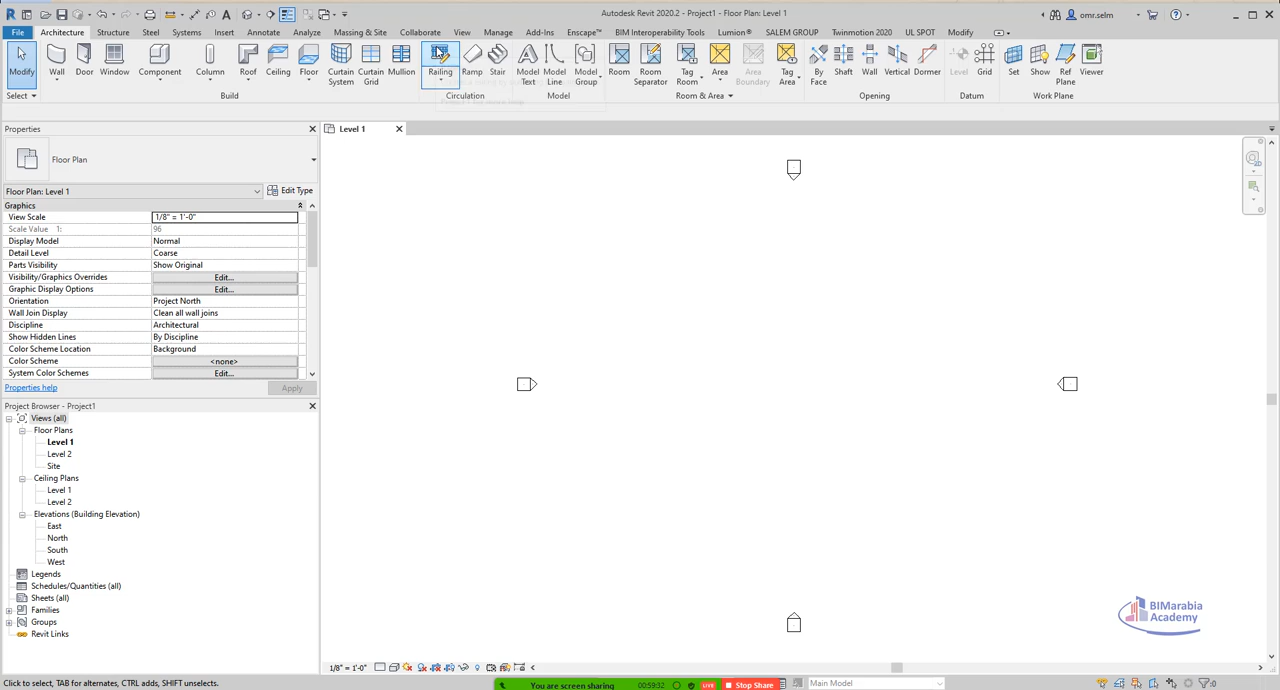 Autodesk Revit 2020.2 - Project1 - Floor Plan: Level 1
omr.selm
File Architecture Structure Steel Systems Insert Annotate Analyze Massing & Site Collaborate View Manage Add-Ins Enscape™ BIM Interoperability Tools Lumion® SALEM GROUP Twinmotion 2020 UL SPOT Modify
Modify Wall Door Window Component Column Roof Ceiling Floor Curtain System Curtain Grid Mullion Railing Ramp Stair Model Text Model Line Model Group Room Room Separator Tag Room Area Area Boundary Tag Area By Face Shaft Wall Vertical Dormer Level Grid Set Show Ref Plane Viewer
Select Build Circulation Model Room & Area Opening Datum Work Plane
Properties
Level 1
Floor Plan
Floor Plan: Level 1 Edit Type
Graphics
View Scale 1/8" = 1'-0"
Scale Value 1: 96
Display Model Normal
Detail Level Coarse
Parts Visibility Show Original
Visibility/Graphics Overrides Edit...
Graphic Display Options Edit...
Orientation Project North
Wall Join Display Clean all wall joins
Discipline Architectural
Show Hidden Lines By Discipline
Color Scheme Location Background
Color Scheme <none>
System Color Schemes Edit...
Properties help Apply
Project Browser - Project1
Views (all)
Floor Plans
Level 1
Level 2
Site
Ceiling Plans
Level 1
Level 2
Elevations (Building Elevation)
East
North
South
West
Legends
Schedules/Quantities (all)
Sheets (all)
Families
Groups
Revit Links
BIMarabia
Academy
1/8" = 1'-0"
Click to select, TAB for alternates, CTRL adds, SHIFT unselects.
You are screen sharing 00:59:32 LIVE Stop Share
Main Model
:0